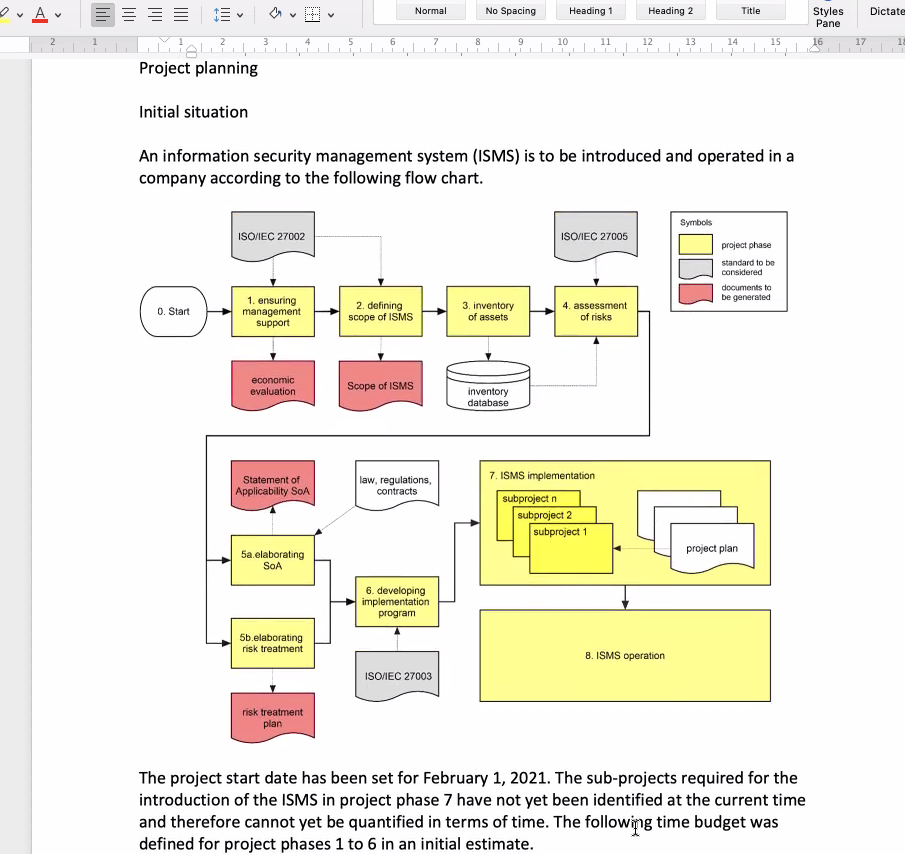 Normal No Spacing Heading 1 Heading 2 Title Styles Pane Dictate
2 1 1 2 3 4 5 6 7 8 9 10 11 12 13 14 15 16 17 18
Project planning
Initial situation
An information security management system (ISMS) is to be introduced and operated in a
company according to the following flow chart.
ISO/IEC 27002
ISO/IEC 27005
Symbols
project phase
standard to be
considered
documents to
be generated
0. Start
1. ensuring
management
support
2. defining
scope of ISMS
3. inventory
of assets
4. assessment
of risks
economic
evaluation
Scope of ISMS
inventory
database
Statement of
Applicability SoA
law, regulations,
contracts
5a.elaborating
SoA
5b.elaborating
risk treatment
risk treatment
plan
6. developing
implementation
program
ISO/IEC 27003
7. ISMS implementation
subproject n
subproject 2
subproject 1
project plan
8. ISMS operation
The project start date has been set for February 1, 2021. The sub-projects required for the
introduction of the ISMS in project phase 7 have not yet been identified at the current time
and therefore cannot yet be quantified in terms of time. The following time budget was
defined for project phases 1 to 6 in an initial estimate.